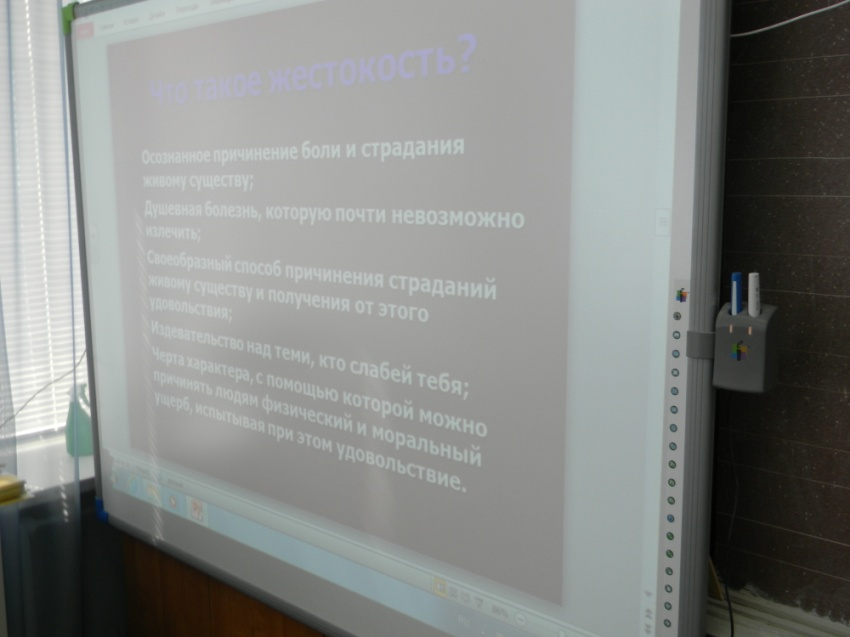 Что такое жестокость?
Осознанное причинение боли и страдания
живому существу;
Душевная болезнь, которую почти невозможно
излечить;
Своеобразный способ причинения страданий
живому существу и получения от этого
удовольствия;
Издевательство над теми, кто слабей тебя;
Черта характера, с помощью которой можно
причинять людям физический и моральный
ущерб, испытывая при этом удовольствие.